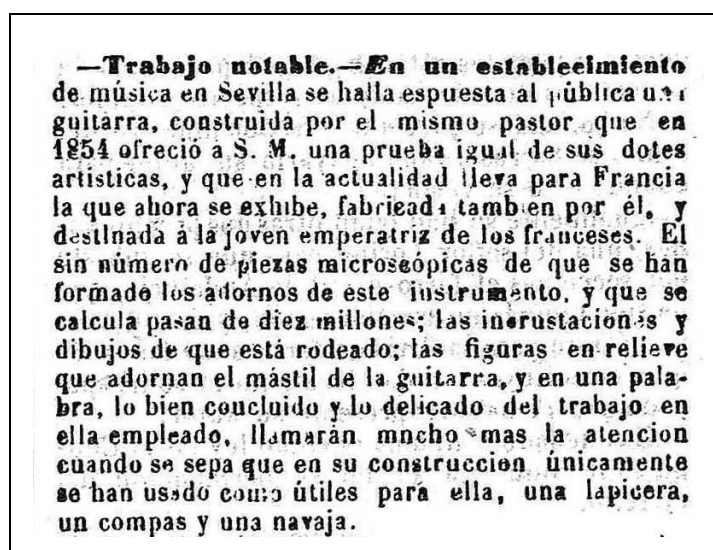 —Trabajo notable.—En un establecimiento
de música en Sevilla se halla espuesta al pública una
guitarra, construida por el mismo pastor que en
1854 ofreció á S. M. una prueba igual de sus dotes
artisticas, y que en la actualidad lleva para Francia
la que ahora se exhibe, fabricada tambien por él, y
destinada á la joven emperatriz de los franceses. El
sin número de piezas microscópicas de que se han
formado los adornos de este instrumento, y que se
calcula pasan de diez millones; las incrustaciones y
dibujos de que está rodeado; las figuras en relieve
que adornan el mástil de la guitarra, y en una pala-
bra, lo bien concluido y lo delicado del trabajo en
ella empleado, llamarán mncho mas la atencion
cuando se sepa que en su construccion únicamente
se han usado como útiles para ella, una lapicera,
un compas y una navaja.